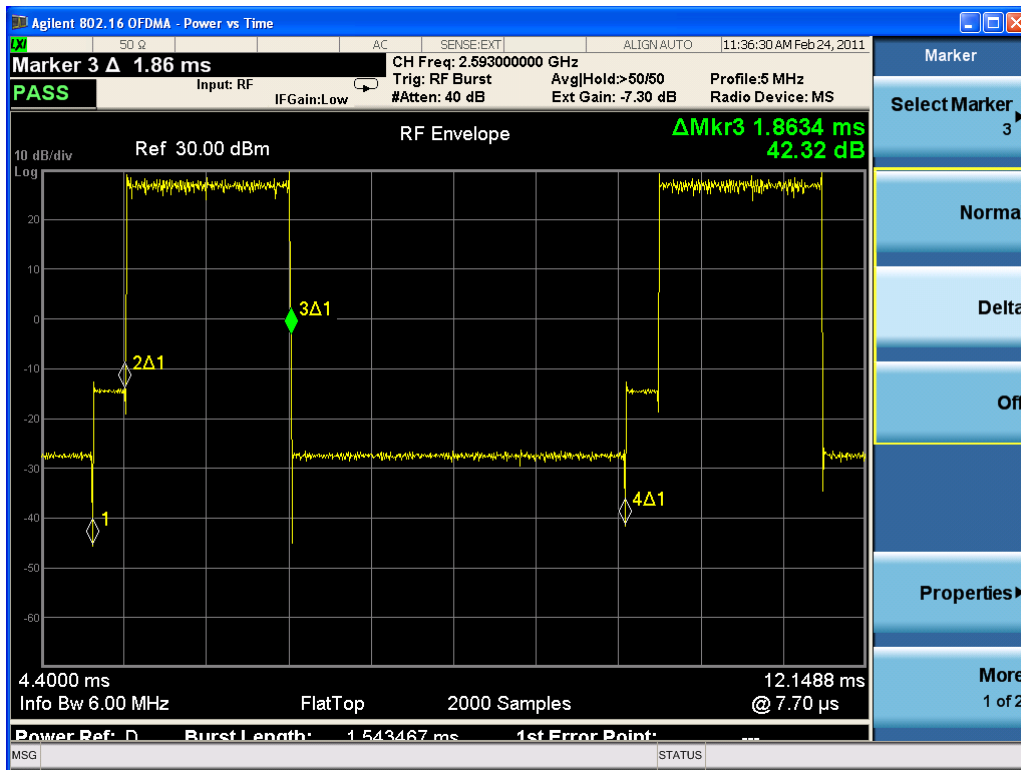 Agilent 802.16 OFDMA - Power vs Time
LXI 50 Ω AC SENSE:EXT ALIGN AUTO 11:36:30 AM Feb 24, 2011
Marker 3 Δ 1.86 ms
PASS
Input: RF
IFGain:Low
CH Freq: 2.593000000 GHz
Trig: RF Burst Avg|Hold:>50/50 Profile:5 MHz
#Atten: 40 dB Ext Gain: -7.30 dB Radio Device: MS
RF Envelope
ΔMkr3 1.8634 ms
42.32 dB
10 dB/div Ref 30.00 dBm
Log
20
10
0
-10
-20
-30
-40
-50
-60
1
2Δ1
3Δ1
4Δ1
4.4000 ms 12.1488 ms
Info Bw 6.00 MHz FlatTop 2000 Samples @ 7.70 µs
Power Ref: D Burst Length: 1.543467 ms 1st Error Point: ---
MSG STATUS
Marker
Select Marker
3
Norma
Delta
Off
Properties
More
1 of 2